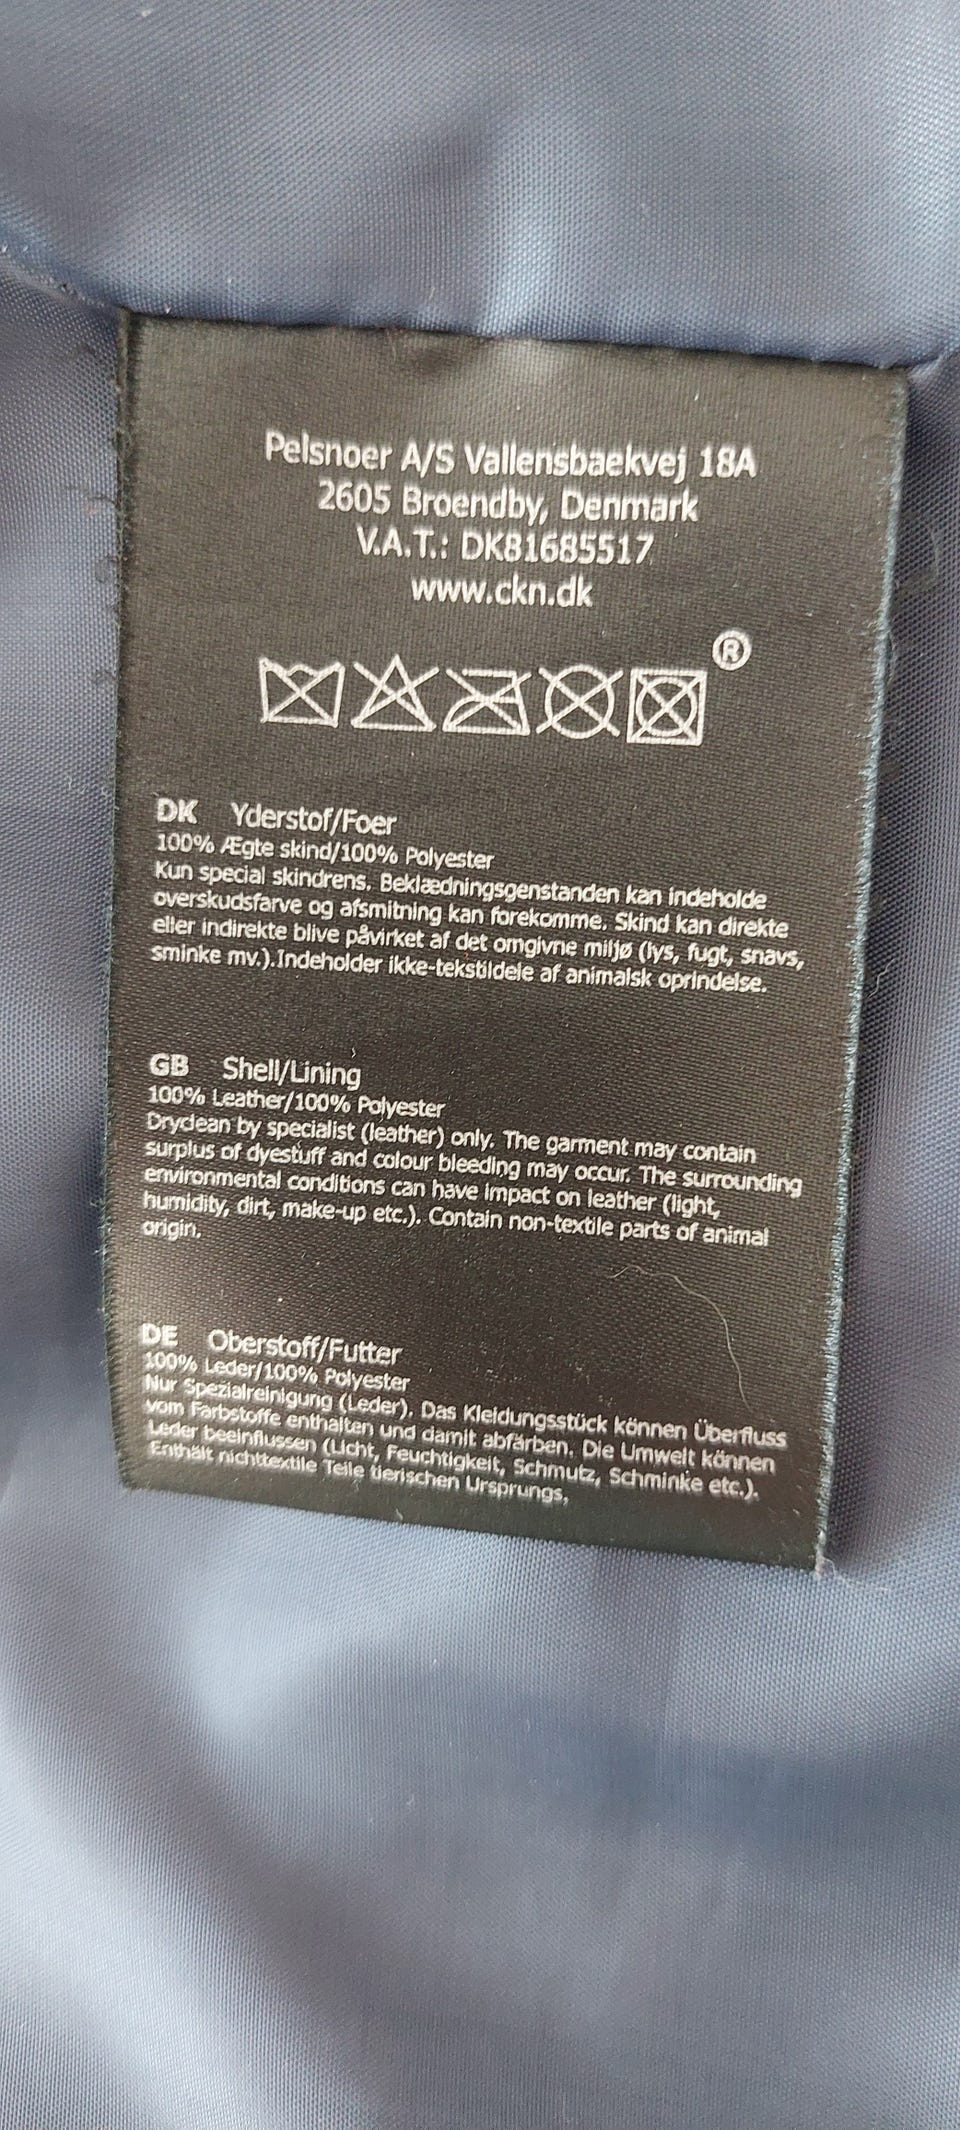 Pelsnoer A/S Vallensbaekvej 18A
2605 Broendby, Denmark
V.A.T.: DK81685517
www.ckn.dk
®
DK Yderstof/Foer
100% Ægte skind/100% Polyester
Kun special skindrens. Beklædningsgenstanden kan indeholde
overskudsfarve og afsmitning kan forekomme. Skind kan direkte
eller indirekte blive påvirket af det omgivne miljø (lys, fugt, snavs,
sminke mv.).Indeholder ikke-tekstildele af animalsk oprindelse.
GB Shell/Lining
100% Leather/100% Polyester
Dryclean by specialist (leather) only. The garment may contain
surplus of dyestuff and colour bleeding may occur. The surrounding
environmental conditions can have impact on leather (light,
humidity, dirt, make-up etc.). Contain non-textile parts of animal
origin.
DE Oberstoff/Futter
100% Leder/100% Polyester
Nur Spezialreinigung (Leder). Das Kleidungsstück können Überfluss
vom Farbstoffe enthalten und damit abfärben. Die Umwelt können
Leder beeinflussen (Licht, Feuchtigkeit, Schmutz, Schminke etc.).
Enthält nichttextile Teile tierischen Ursprungs,